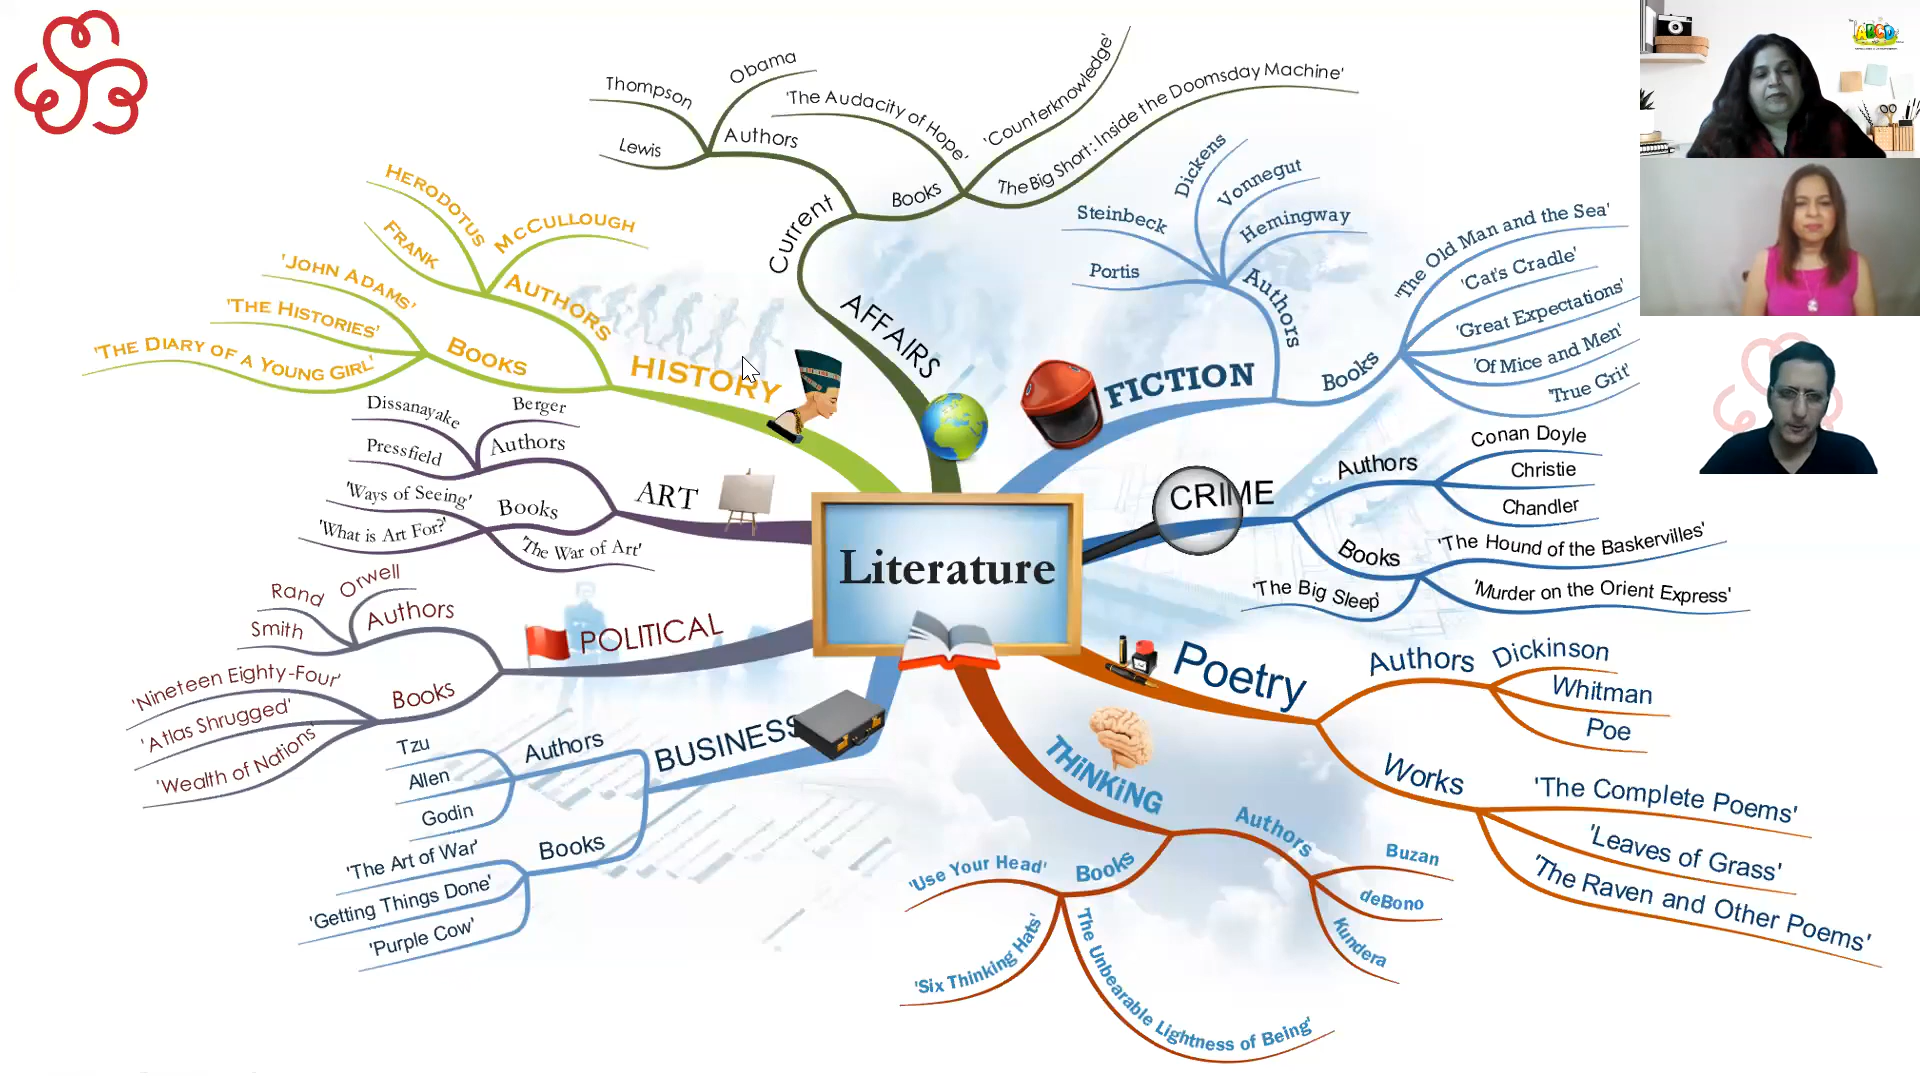 Literature
Current
AFFAIRS
Authors
Thompson
Obama
Lewis
Books
'The Audacity of Hope'
'Counterknowledge'
'The Big Short: Inside the Doomsday Machine'
FICTION
Authors
Dickens
Vonnegut
Steinbeck
Hemingway
Portis
Books
'The Old Man and the Sea'
'Cat's Cradle'
'Great Expectations'
'Of Mice and Men'
'True Grit'
CRIME
Authors
Conan Doyle
Christie
Chandler
Books
'The Hound of the Baskervilles'
'Murder on the Orient Express'
'The Big Sleep'
Poetry
Authors
Dickinson
Whitman
Poe
Works
'The Complete Poems'
'Leaves of Grass'
'The Raven and Other Poems'
THiNKiNG
Authors
Buzan
deBono
Kundera
Books
'Use Your Head'
'Six Thinking Hats'
'The Unbearable Lightness of Being'
BUSINESS
Authors
Tzu
Allen
Godin
Books
'The Art of War'
'Getting Things Done'
'Purple Cow'
POLITICAL
Authors
Rand
Orwell
Smith
Books
'Nineteen Eighty-Four'
'Atlas Shrugged'
'Wealth of Nations'
ART
Authors
Dissanayake
Berger
Pressfield
Books
'Ways of Seeing'
'What is Art For?'
'The War of Art'
HISTORY
AUTHORS
HERODOTUS
MCCULLOUGH
FRANK
BOOKS
'JOHN ADAMS'
'THE HISTORIES'
'THE DIARY OF A YOUNG GIRL'
ABCD